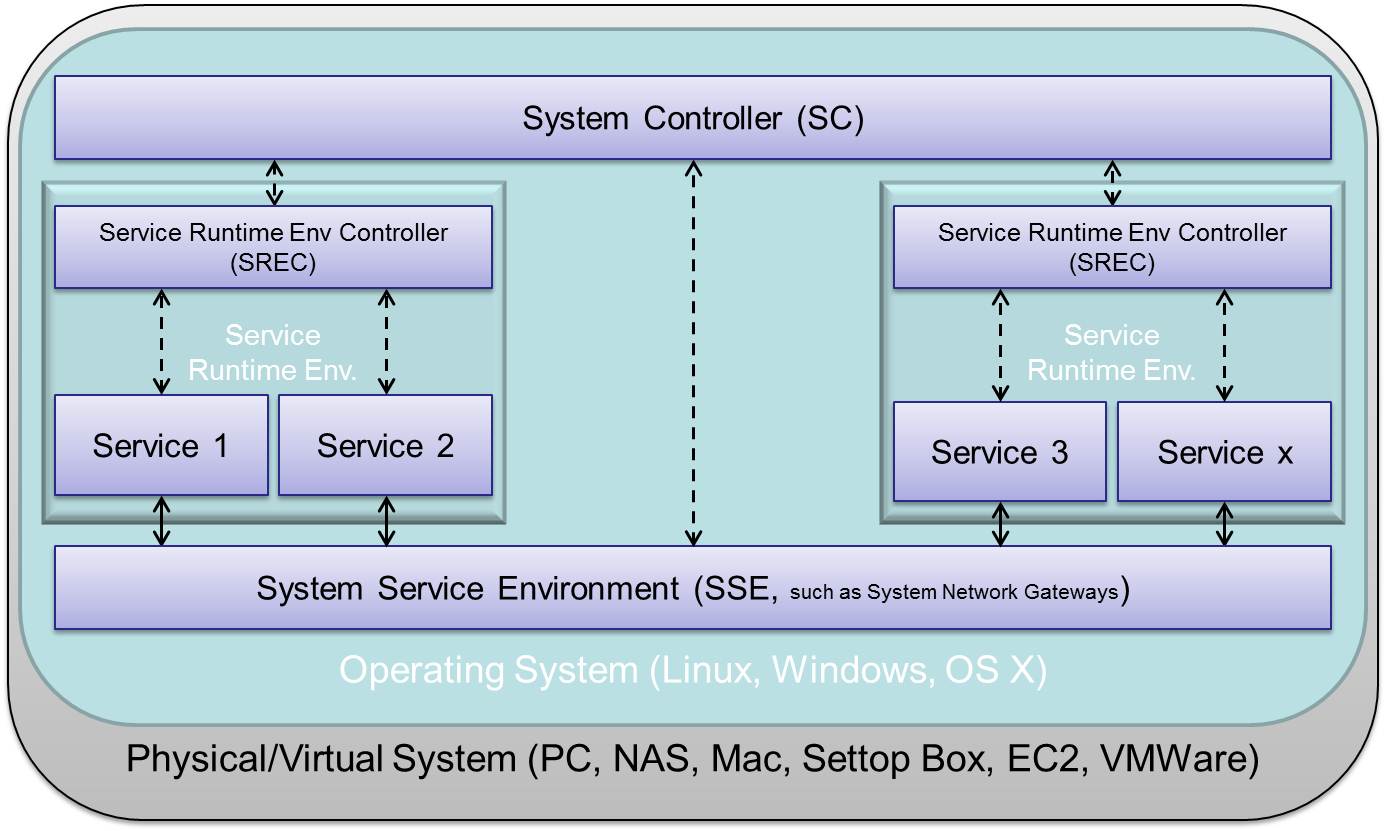 System Controller (SC)
Service Runtime Env Controller
(SREC)
Service
Runtime Env.
Service 1
Service 2
Service Runtime Env Controller
(SREC)
Service
Runtime Env.
Service 3
Service x
System Service Environment (SSE, such as System Network Gateways)
Operating System (Linux, Windows, OS X)
Physical/Virtual System (PC, NAS, Mac, Settop Box, EC2, VMWare)